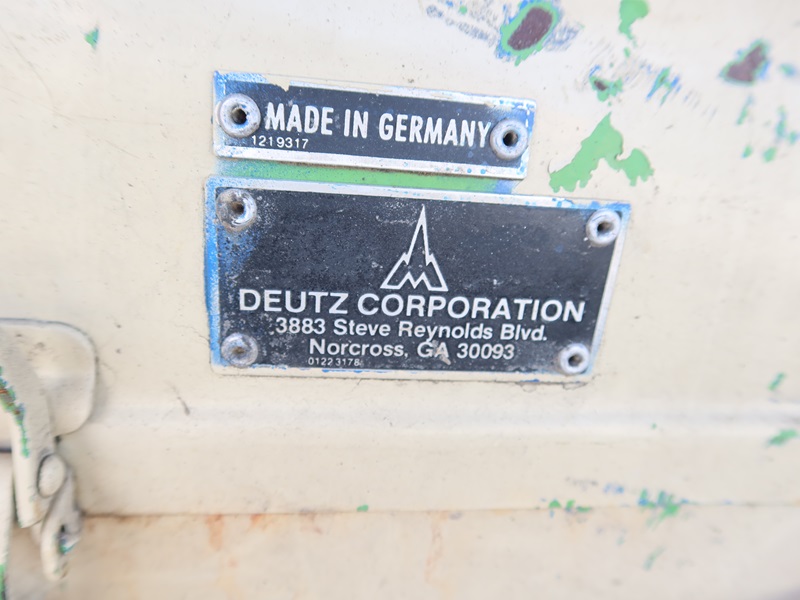 MADE IN GERMANY
1219317
DEUTZ CORPORATION
3883 Steve Reynolds Blvd.
Norcross, GA 30093
01223178